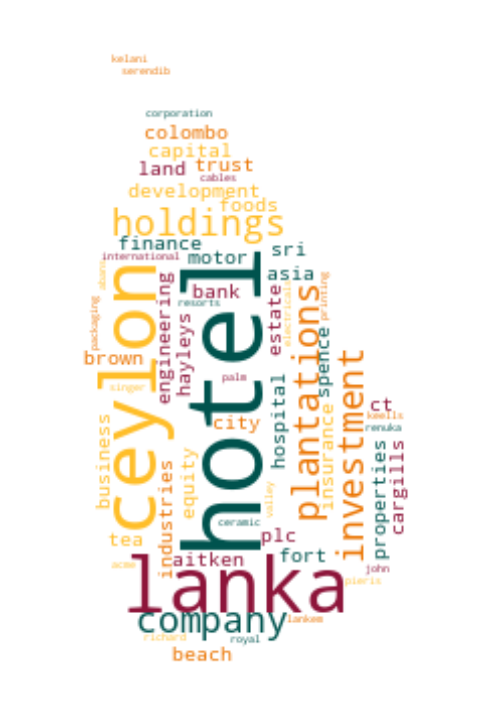 kelani
serendib
corporation
colombo
capital
land
trust
cables
development
foods
holdings
finance
sri
international
motor
asia
abans
ceylon
engineering
hotel
bank
resorts
hayleys
estate
electricals
plantations
printing
packaging
spence
brown
singer
palm
investment
ct
keells
renuka
city
hospital
insurance
business
equity
industries
valley
properties
cargills
ceramic
tea
plc
aitken
fort
acme
john
lanka
pieris
company
lankem
richard
royal
beach